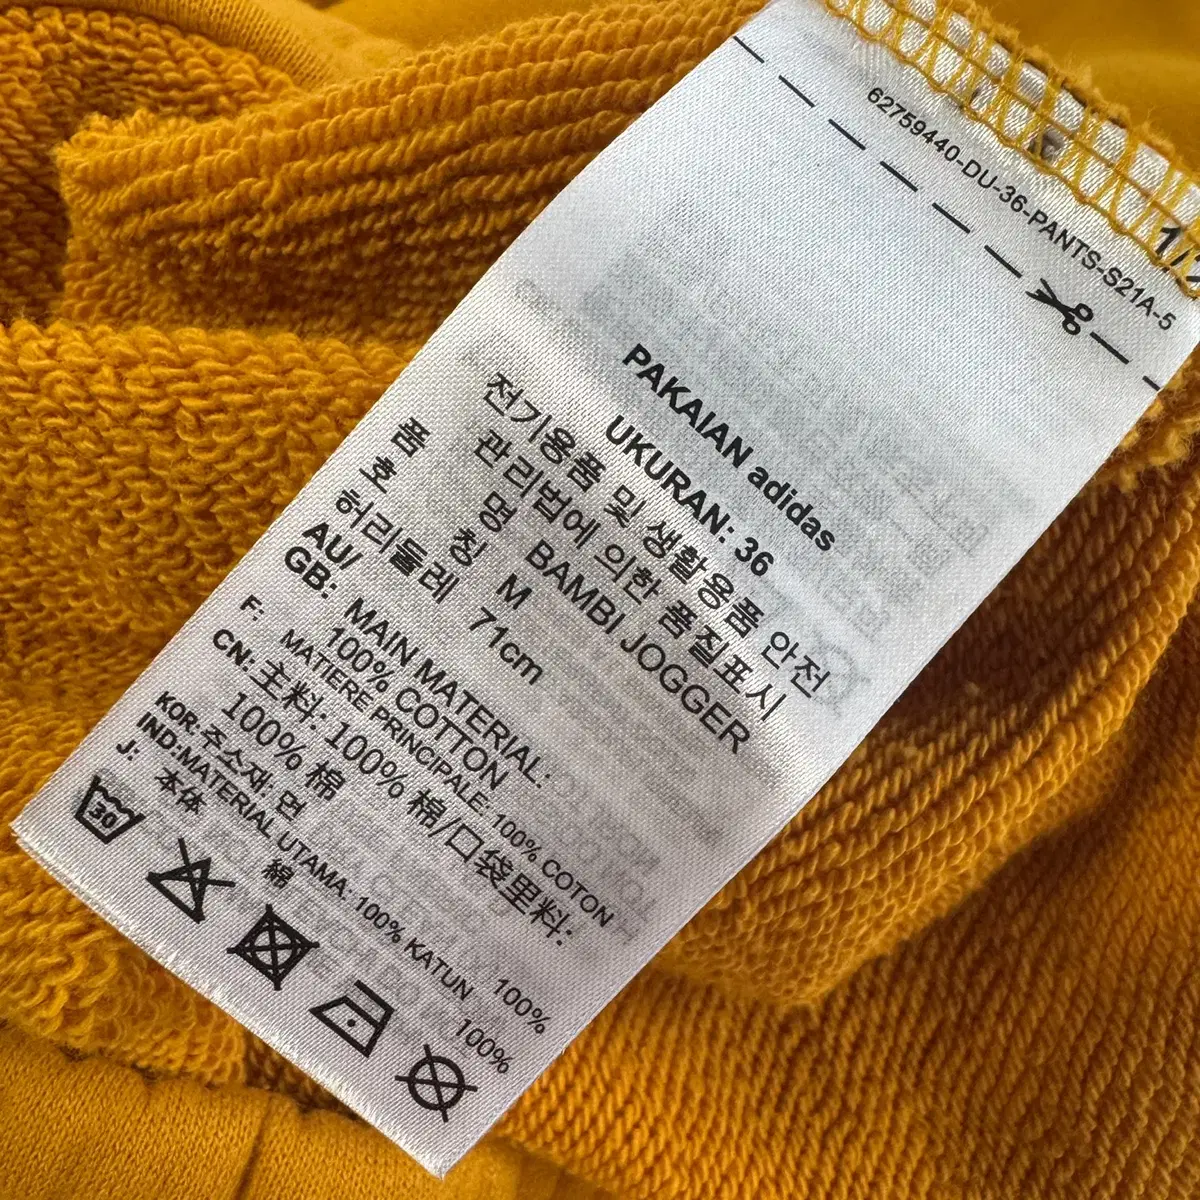 62759440-DU-36-PANTS-S21A-5
PAKAIAN adidas
UKURAN: 36
전기용품 및 생활용품 안전
관리법에 의한 품질표시
품 명 BAMBI JOGGER
호 칭 M
허리둘레 71cm
AU/
GB: MAIN MATERIAL:
100% COTTON
F: MATIERE PRINCIPALE: 100% COTON
CN: 主料: 100% 棉/口袋里料:
100% 棉
KOR: 주소재: 면 100%
IND:MATERIAL UTAMA: 100% KATUN
J: 本体 綿 100%
30